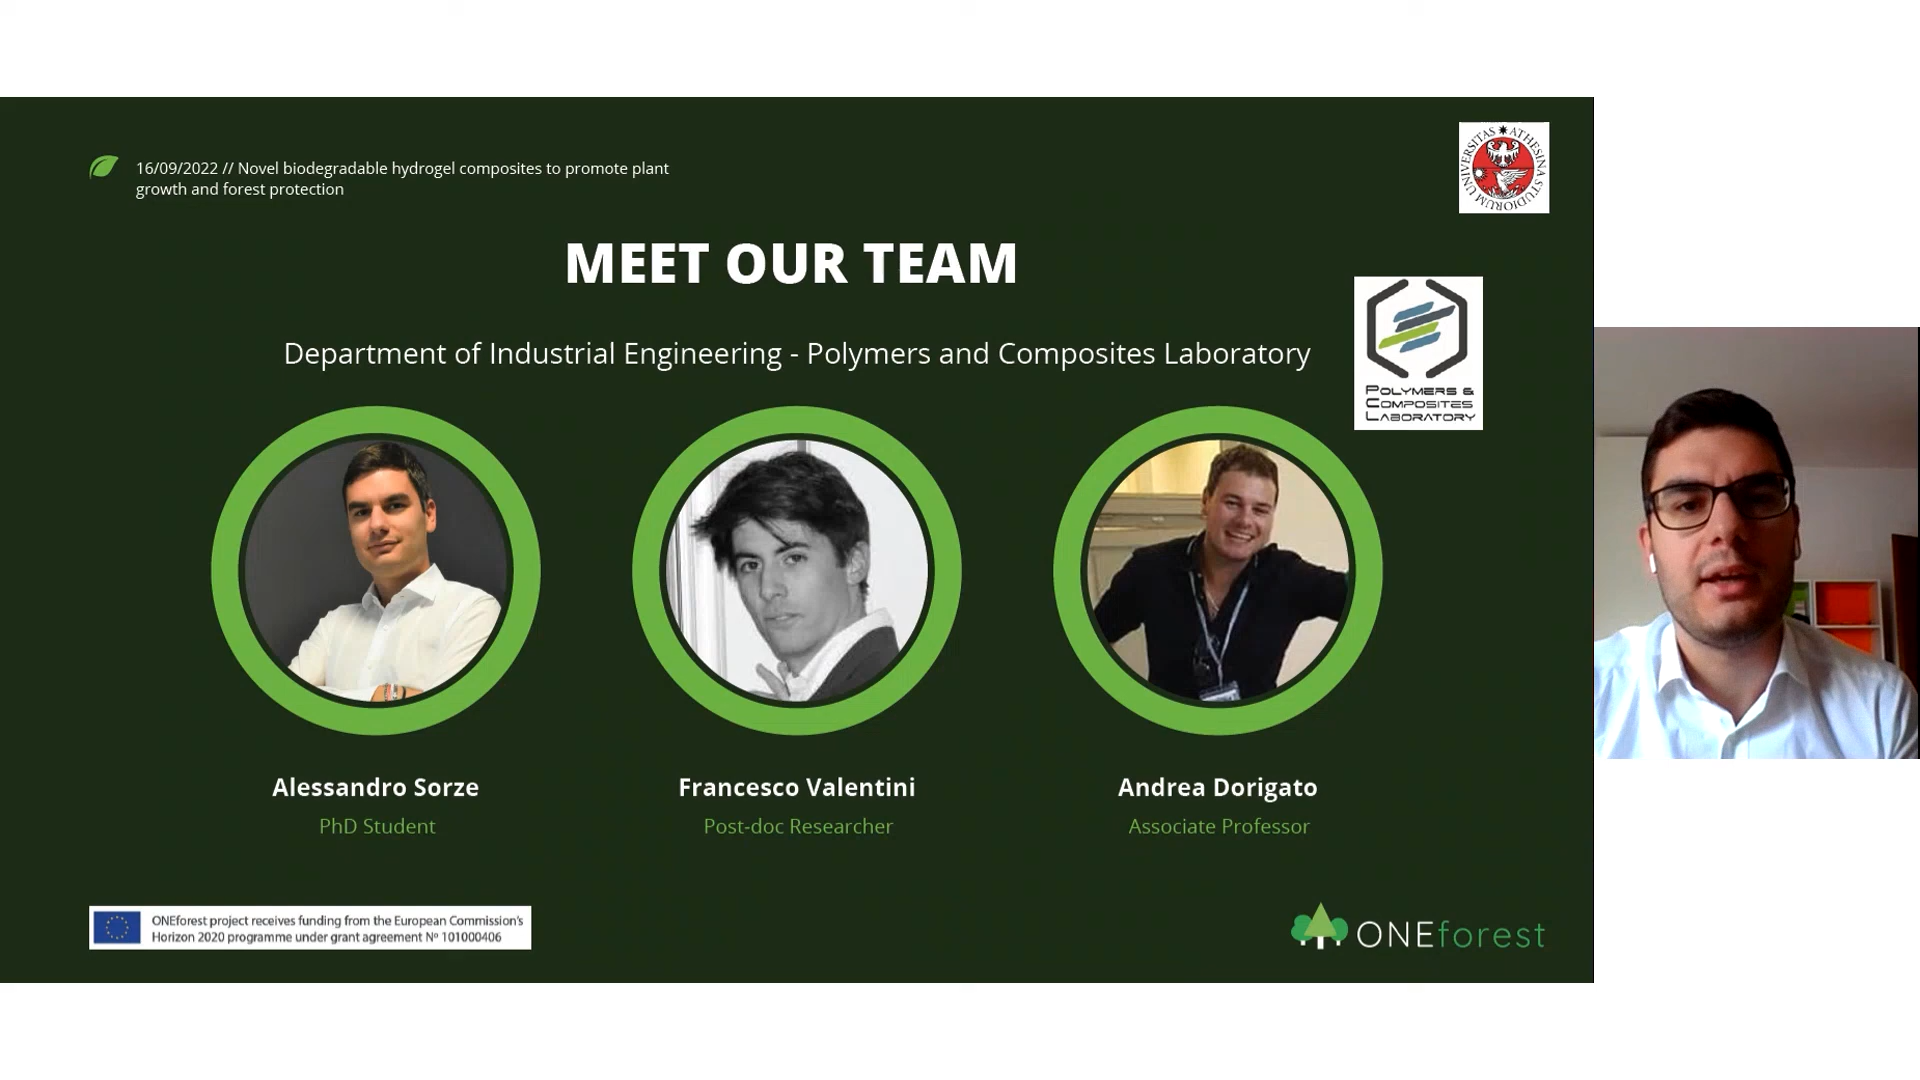 16/09/2022 // Novel biodegradable hydrogel composites to promote plant
growth and forest protection
UNIVERSITAS ATHESINA STUDIORUM
MEET OUR TEAM
Department of Industrial Engineering - Polymers and Composites Laboratory
POLYMERS &
COMPOSITES
LABORATORY
Alessandro Sorze
Francesco Valentini
Andrea Dorigato
PhD Student
Post-doc Researcher
Associate Professor
ONEforest project receives funding from the European Commission's
Horizon 2020 programme under grant agreement Nº 101000406
ONEforest